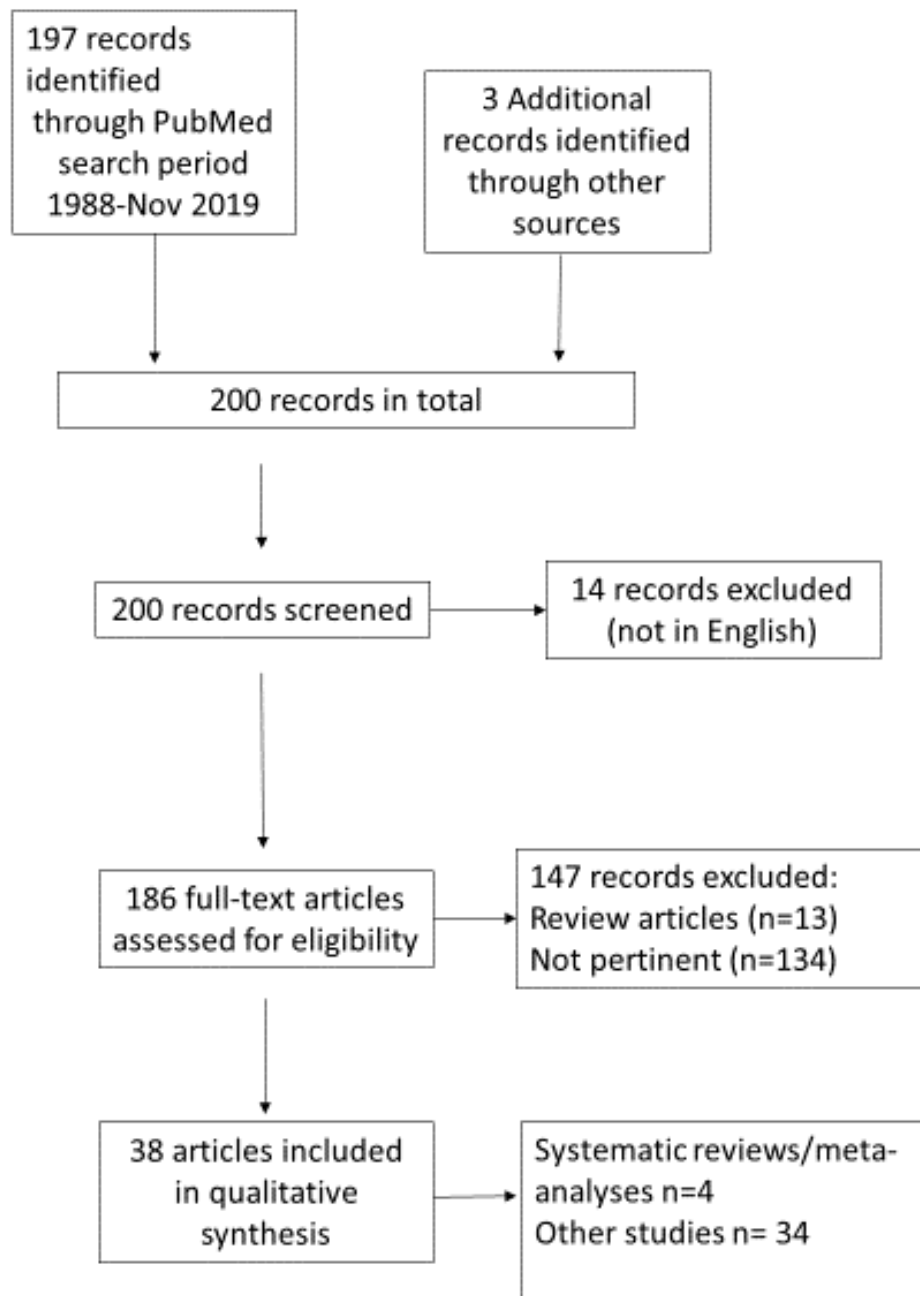 197 records
identified
through PubMed
search period
1988-Nov 2019
3 Additional
records identified
through other
sources
200 records in total
200 records screened
14 records excluded
(not in English)
186 full-text articles
assessed for eligibility
147 records excluded:
Review articles (n=13)
Not pertinent (n=134)
38 articles included
in qualitative
synthesis
Systematic reviews/meta-
analyses n=4
Other studies n= 34